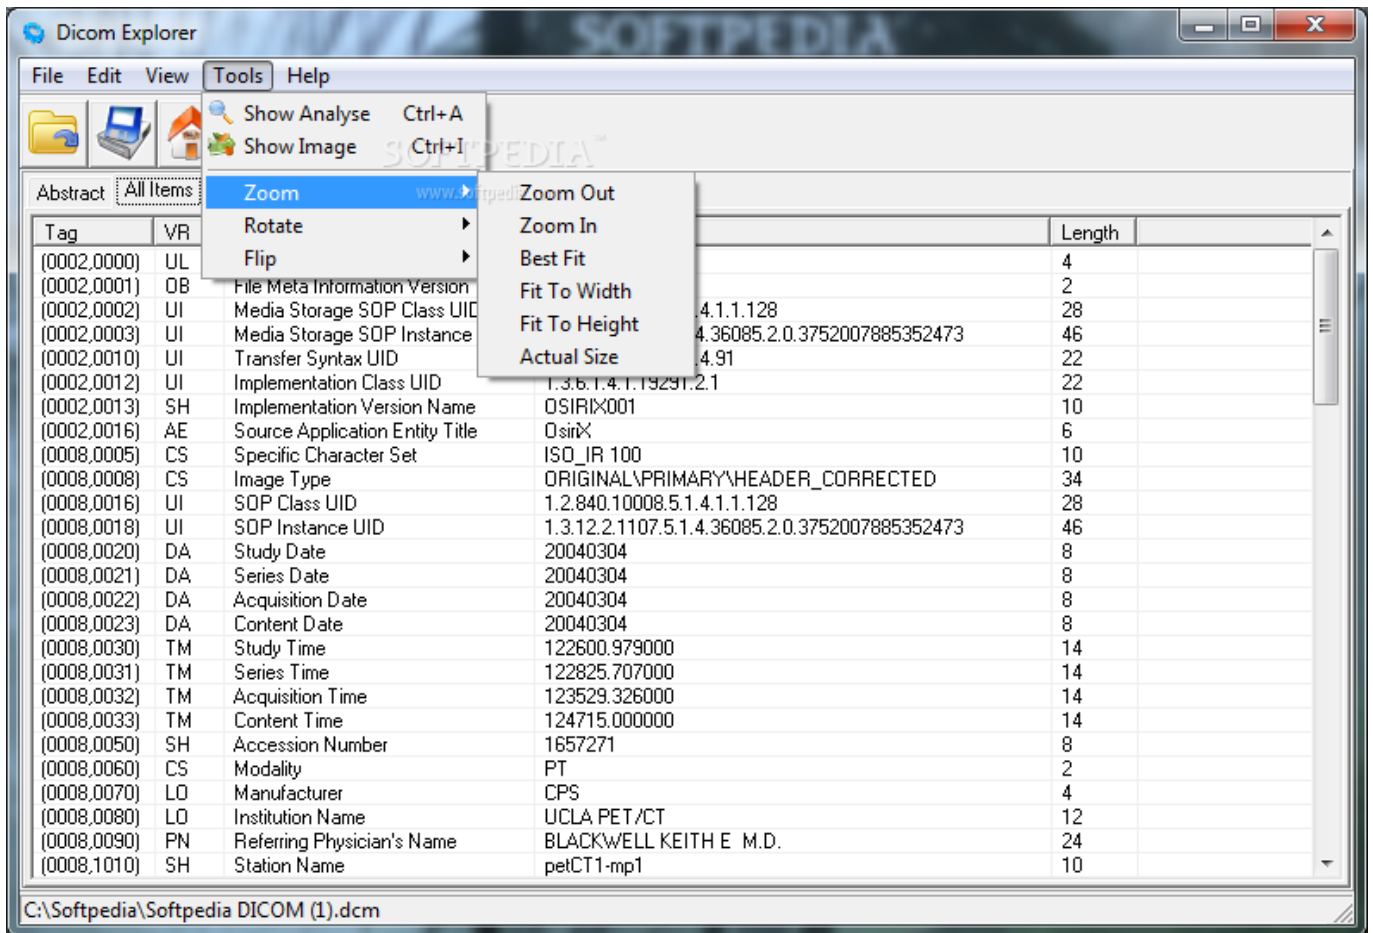 SOFTPEDIA
Dicom Explorer
File Edit View Tools Help
Show Analyse Ctrl+A
Show Image Ctrl+I
SOFTPEDIA™
Abstract All Items Zoom www.softpedia
Zoom Out
Rotate Zoom In
Flip Best Fit
Fit To Width
Fit To Height
Actual Size
Tag VR Length
(0002,0000) UL 4
(0002,0001) OB File Meta Information Version 2
(0002,0002) UI Media Storage SOP Class UID .4.1.1.128 28
(0002,0003) UI Media Storage SOP Instance 4.36085.2.0.3752007885352473 46
(0002,0010) UI Transfer Syntax UID .4.91 22
(0002,0012) UI Implementation Class UID 1.3.6.1.4.1.19291.2.1 22
(0002,0013) SH Implementation Version Name OSIRIX001 10
(0002,0016) AE Source Application Entity Title OsiriX 6
(0008,0005) CS Specific Character Set ISO_IR 100 10
(0008,0008) CS Image Type ORIGINAL\PRIMARY\HEADER_CORRECTED 34
(0008,0016) UI SOP Class UID 1.2.840.10008.5.1.4.1.1.128 28
(0008,0018) UI SOP Instance UID 1.3.12.2.1107.5.1.4.36085.2.0.3752007885352473 46
(0008,0020) DA Study Date 20040304 8
(0008,0021) DA Series Date 20040304 8
(0008,0022) DA Acquisition Date 20040304 8
(0008,0023) DA Content Date 20040304 8
(0008,0030) TM Study Time 122600.979000 14
(0008,0031) TM Series Time 122825.707000 14
(0008,0032) TM Acquisition Time 123529.326000 14
(0008,0033) TM Content Time 124715.000000 14
(0008,0050) SH Accession Number 1657271 8
(0008,0060) CS Modality PT 2
(0008,0070) LO Manufacturer CPS 4
(0008,0080) LO Institution Name UCLA PET/CT 12
(0008,0090) PN Referring Physician's Name BLACKWELL KEITH E M.D. 24
(0008,1010) SH Station Name petCT1-mp1 10
C:\Softpedia\Softpedia DICOM (1).dcm